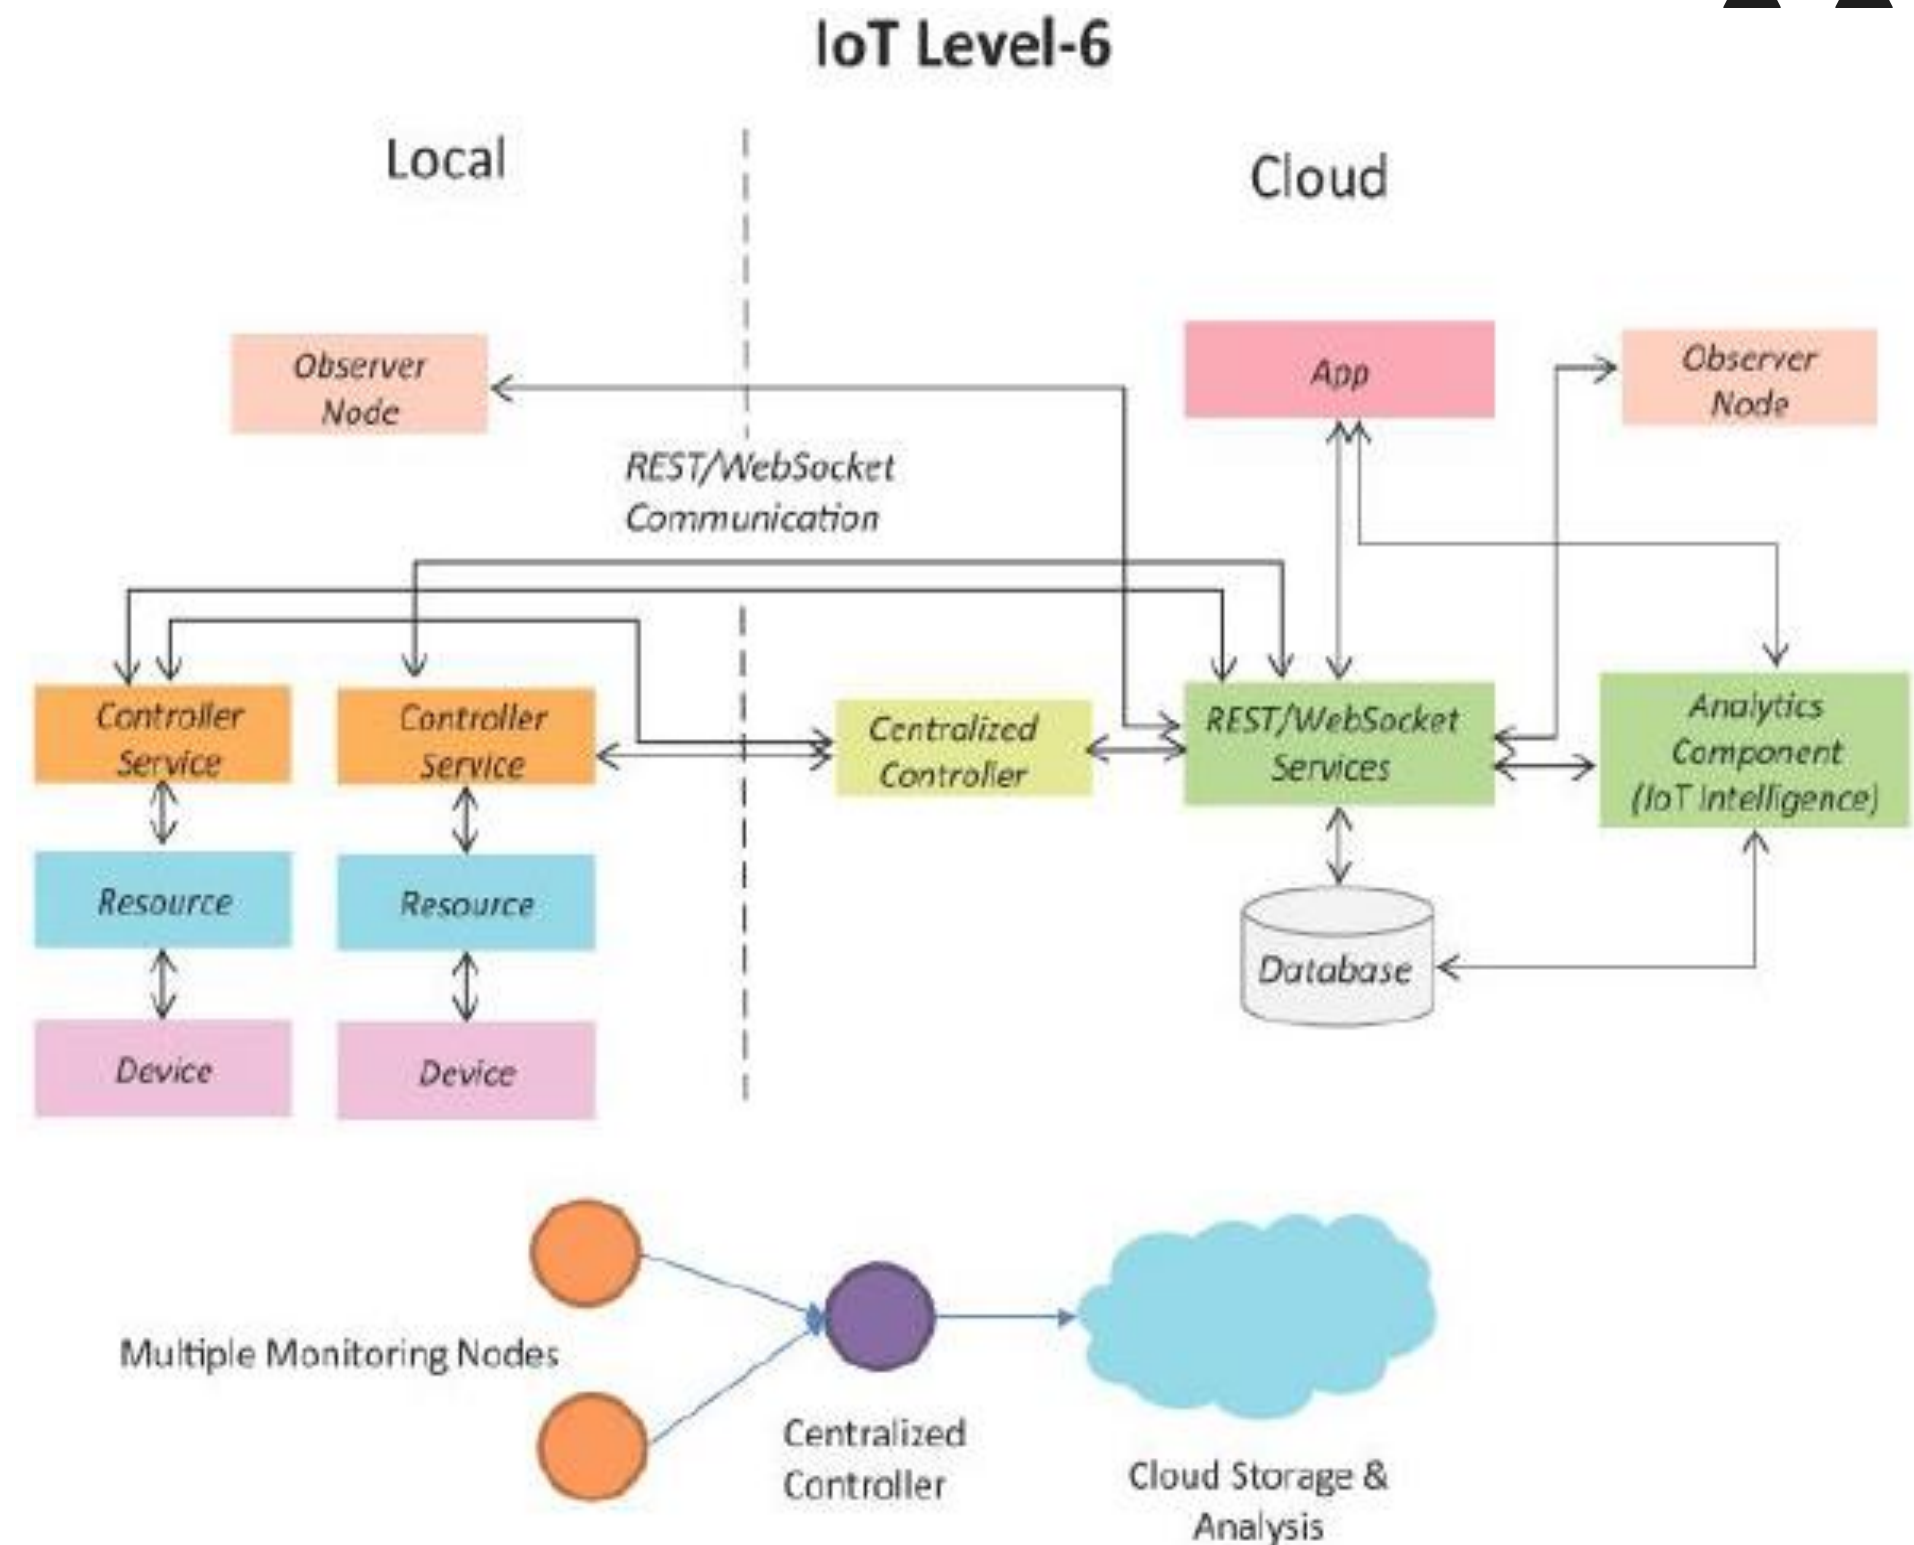 IoT Level-6
Local
Cloud
Observer
Node
App
Observer
Node
REST/WebSocket
Communication
Controller
Service
Controller
Service
Centralized
Controller
REST/WebSocket
Services
Analytics
Component
(IoT Intelligence)
Resource
Resource
Database
Device
Device
Multiple Monitoring Nodes
Centralized
Controller
Cloud Storage &
Analysis